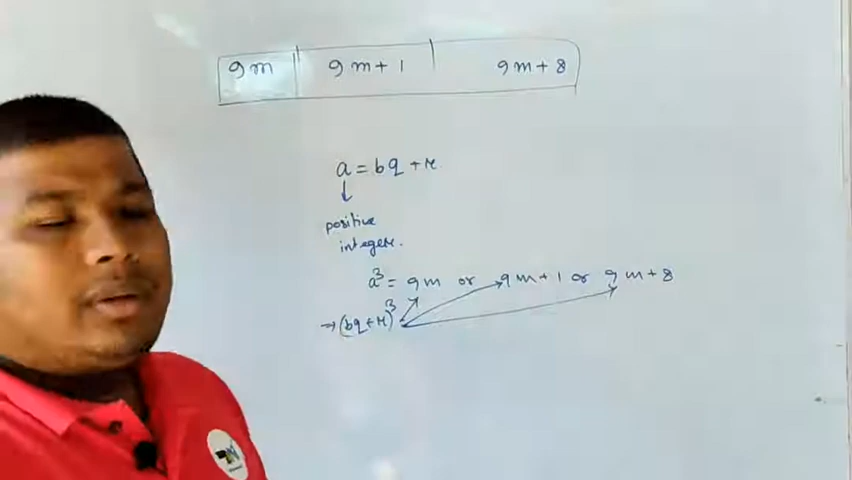 9m 9m+1 9m+8
a = bq + r
↓
positive
integer.
a³ = 9m or 9m+1 or 9m+8
→ (bq+r)³